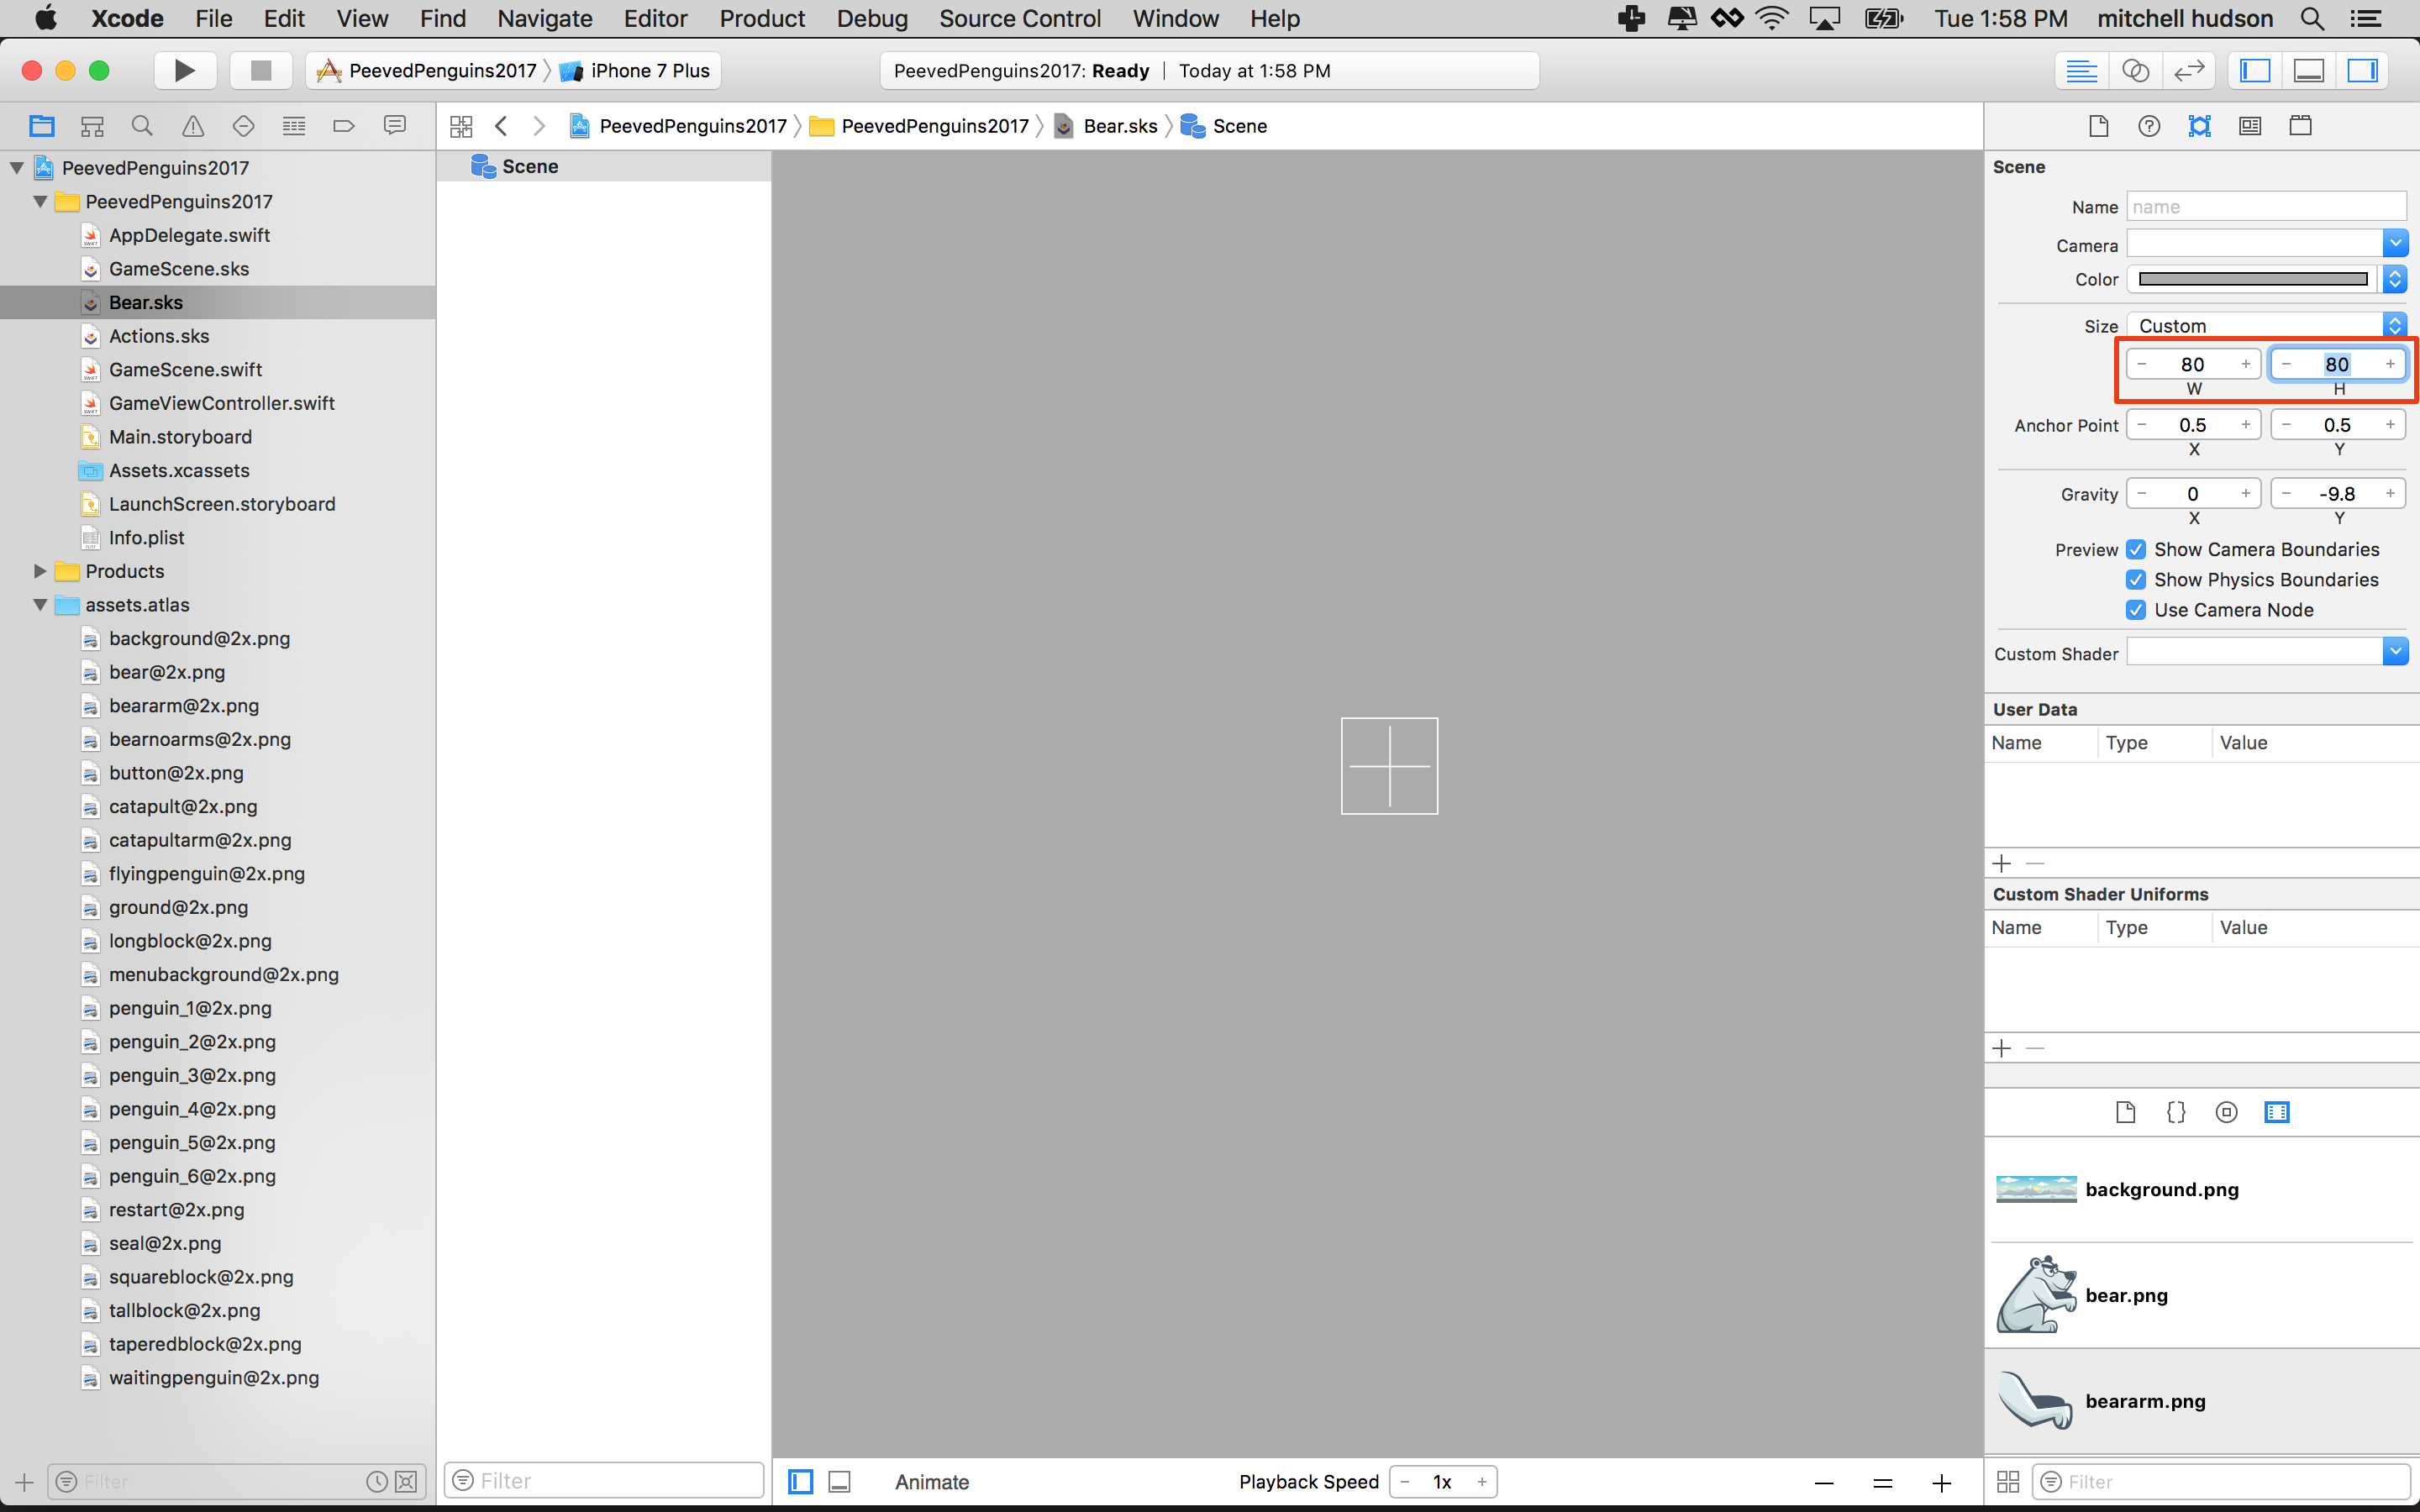 Xcode File Edit View Find Navigate Editor Product Debug Source Control Window Help Tue 1:58 PM mitchell hudson
PeevedPenguins2017 iPhone 7 Plus PeevedPenguins2017: Ready Today at 1:58 PM
PeevedPenguins2017 PeevedPenguins2017 Bear.sks Scene
PeevedPenguins2017
PeevedPenguins2017
AppDelegate.swift
GameScene.sks
Bear.sks
Actions.sks
GameScene.swift
GameViewController.swift
Main.storyboard
Assets.xcassets
LaunchScreen.storyboard
Info.plist
Products
assets.atlas
background@2x.png
bear@2x.png
beararm@2x.png
bearnoarms@2x.png
button@2x.png
catapult@2x.png
catapultarm@2x.png
flyingpenguin@2x.png
ground@2x.png
longblock@2x.png
menubackground@2x.png
penguin_1@2x.png
penguin_2@2x.png
penguin_3@2x.png
penguin_4@2x.png
penguin_5@2x.png
penguin_6@2x.png
restart@2x.png
seal@2x.png
squareblock@2x.png
tallblock@2x.png
taperedblock@2x.png
waitingpenguin@2x.png
Filter
Scene
Filter
Animate Playback Speed − 1x +
Scene
Name name
Camera
Color
Size Custom
− 80 + − 80 +
W H
Anchor Point − 0.5 + − 0.5 +
X Y
Gravity − 0 + − -9.8 +
X Y
Preview Show Camera Boundaries
Show Physics Boundaries
Use Camera Node
Custom Shader
User Data
Name Type Value
Custom Shader Uniforms
Name Type Value
background.png
bear.png
beararm.png
Filter